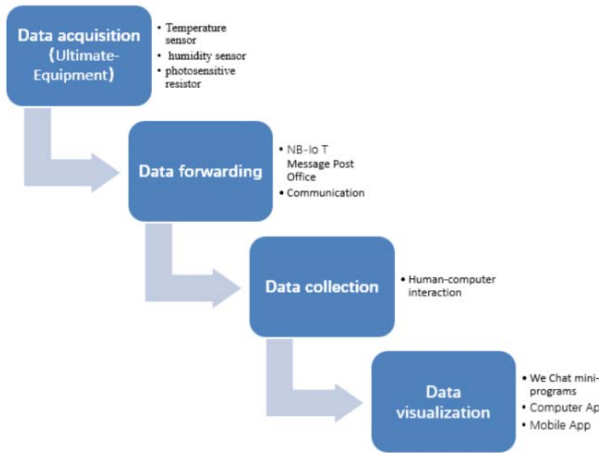 Data acquisition
(Ultimate-
Equipment)
• Temperature
sensor
• humidity sensor
• photosensitive
resistor
Data forwarding
• NB-Io T
Message Post
Office
• Communication
Data collection
• Human-computer
interaction
Data
visualization
• We Chat mini-
programs
• Computer Ap
• Mobile App